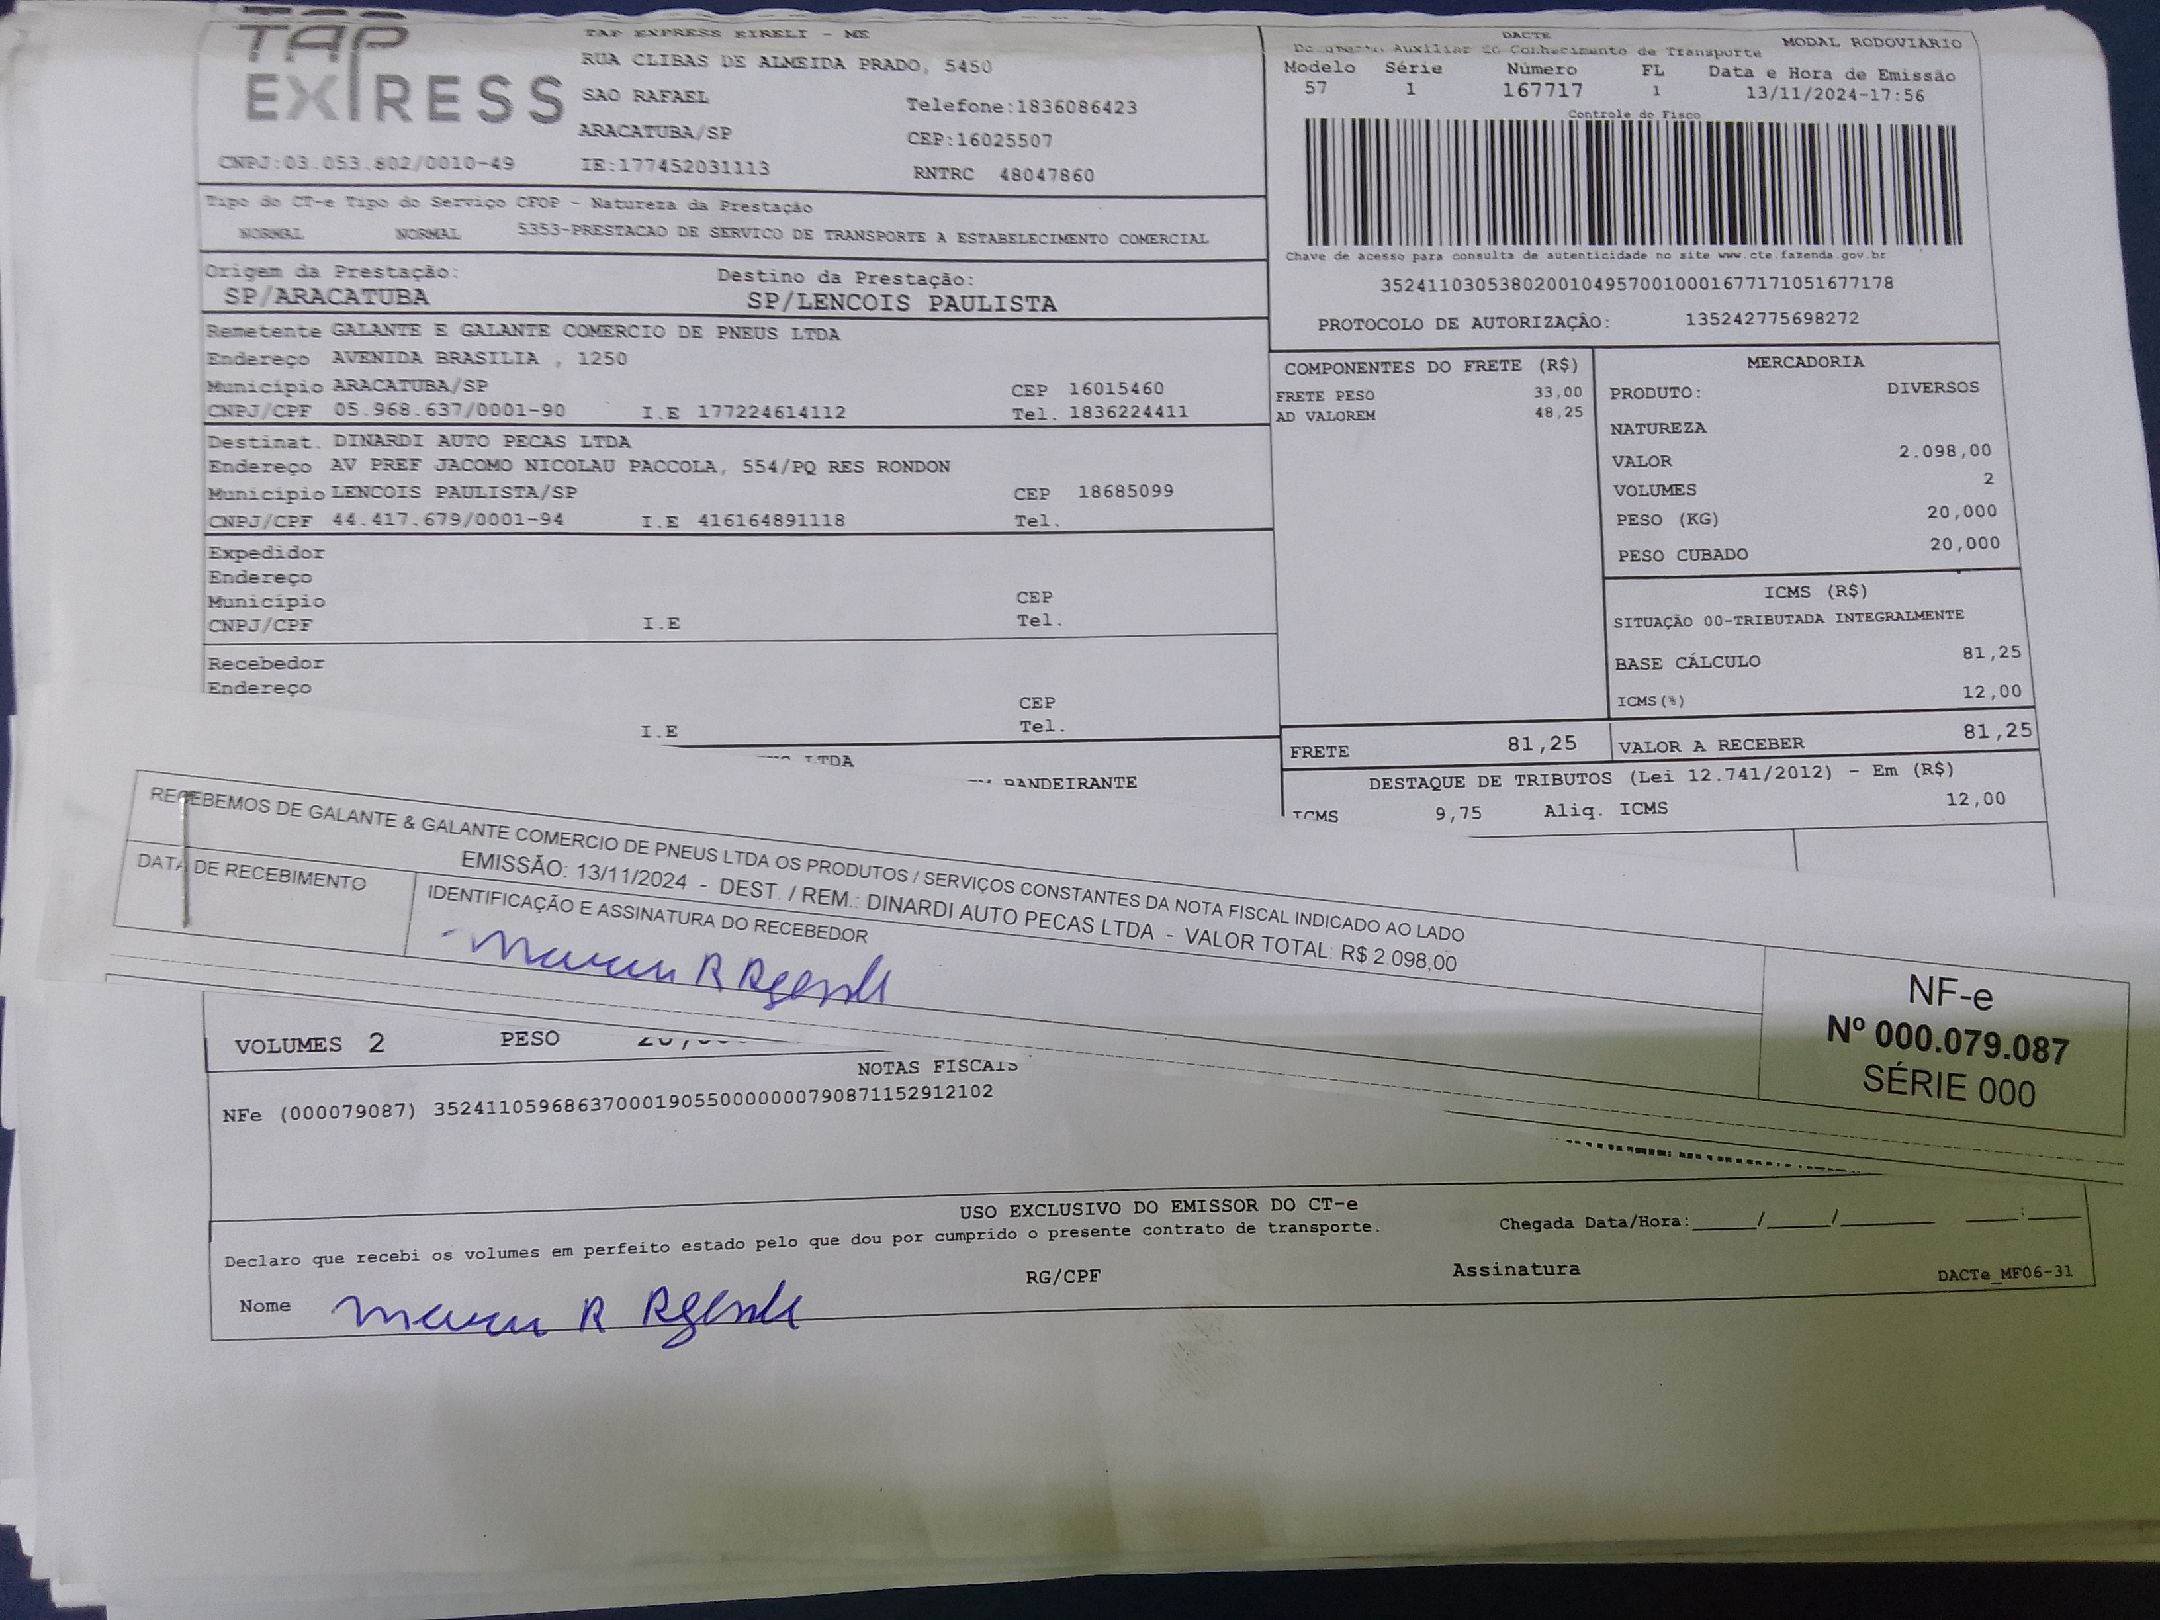 TAP
EXPRESS
TAP EXPRESS EIRELI - ME
RUA CLIBAS DE ALMEIDA PRADO, 5450
SAO RAFAEL
Telefone:1836086423
ARACATUBA/SP
CEP:16025507
CNPJ:03.053.802/0010-49
IE:177452031113
RNTRC 48047860
DACTE
Auxiliar Conhecimento de Transporte
MODAL RODOVIARIO
Modelo Série Número FL Data e Hora de Emissão
57 1 167717 1 13/11/2024-17:56
Controle do Fisco
Chave de acesso para consulta de autenticidade no site www.cte.fazenda.gov.br
35241103053802001049570010001677171051677178
PROTOCOLO DE AUTORIZAÇÃO: 135242775698272
Tipo do CT-e Tipo do Serviço CFOP - Natureza da Prestação
NORMAL NORMAL 5353-PRESTACAO DE SERVICO DE TRANSPORTE A ESTABELECIMENTO COMERCIAL
Origem da Prestação: Destino da Prestação:
SP/ARACATUBA SP/LENCOIS PAULISTA
Remetente GALANTE E GALANTE COMERCIO DE PNEUS LTDA
Endereço AVENIDA BRASILIA , 1250
Município ARACATUBA/SP CEP 16015460
CNPJ/CPF 05.968.637/0001-90 I.E 177224614112 Tel. 1836224411
Destinat. DINARDI AUTO PECAS LTDA
Endereço AV PREF JACOMO NICOLAU PACCOLA, 554/PQ RES RONDON
Município LENCOIS PAULISTA/SP CEP 18685099
CNPJ/CPF 44.417.679/0001-94 I.E 416164891118 Tel.
Expedidor
Endereço
Município CEP
CNPJ/CPF I.E Tel.
Recebedor
Endereço
CEP
I.E Tel.
LTDA
BANDEIRANTE
COMPONENTES DO FRETE (R$)
FRETE PESO 33,00
AD VALOREM 48,25
MERCADORIA
PRODUTO: DIVERSOS
NATUREZA
VALOR 2.098,00
VOLUMES 2
PESO (KG) 20,000
PESO CUBADO 20,000
ICMS (R$)
SITUAÇÃO 00-TRIBUTADA INTEGRALMENTE
BASE CÁLCULO 81,25
ICMS(%) 12,00
FRETE 81,25 VALOR A RECEBER 81,25
DESTAQUE DE TRIBUTOS (Lei 12.741/2012) - Em (R$)
ICMS 9,75 Aliq. ICMS 12,00
RECEBEMOS DE GALANTE & GALANTE COMERCIO DE PNEUS LTDA OS PRODUTOS / SERVIÇOS CONSTANTES DA NOTA FISCAL INDICADO AO LADO
EMISSÃO: 13/11/2024 - DEST. / REM.: DINARDI AUTO PECAS LTDA - VALOR TOTAL: R$ 2.098,00
DATA DE RECEBIMENTO
IDENTIFICAÇÃO E ASSINATURA DO RECEBEDOR
NF-e
Nº 000.079.087
SÉRIE 000
VOLUMES 2 PESO
NOTAS FISCAIS
NFe (000079087) 35241105968637000190550000000790871152912102
USO EXCLUSIVO DO EMISSOR DO CT-e
Declaro que recebi os volumes em perfeito estado pelo que dou por cumprido o presente contrato de transporte.
Chegada Data/Hora:_____/_____/_______ ____:____
Nome
RG/CPF
Assinatura
DACTe_MF06-31